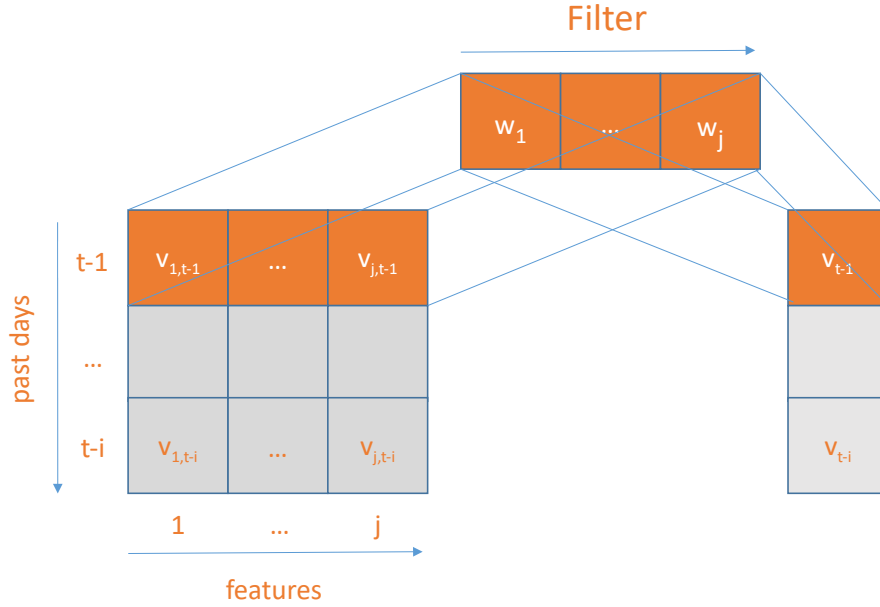 Filter
w₁ ... wⱼ
t-1 v₁,ₜ₋₁ ... vⱼ,ₜ₋₁ vₜ₋₁
past days
...
t-i v₁,ₜ₋ᵢ ... vⱼ,ₜ₋ᵢ vₜ₋ᵢ
1 ... j
features